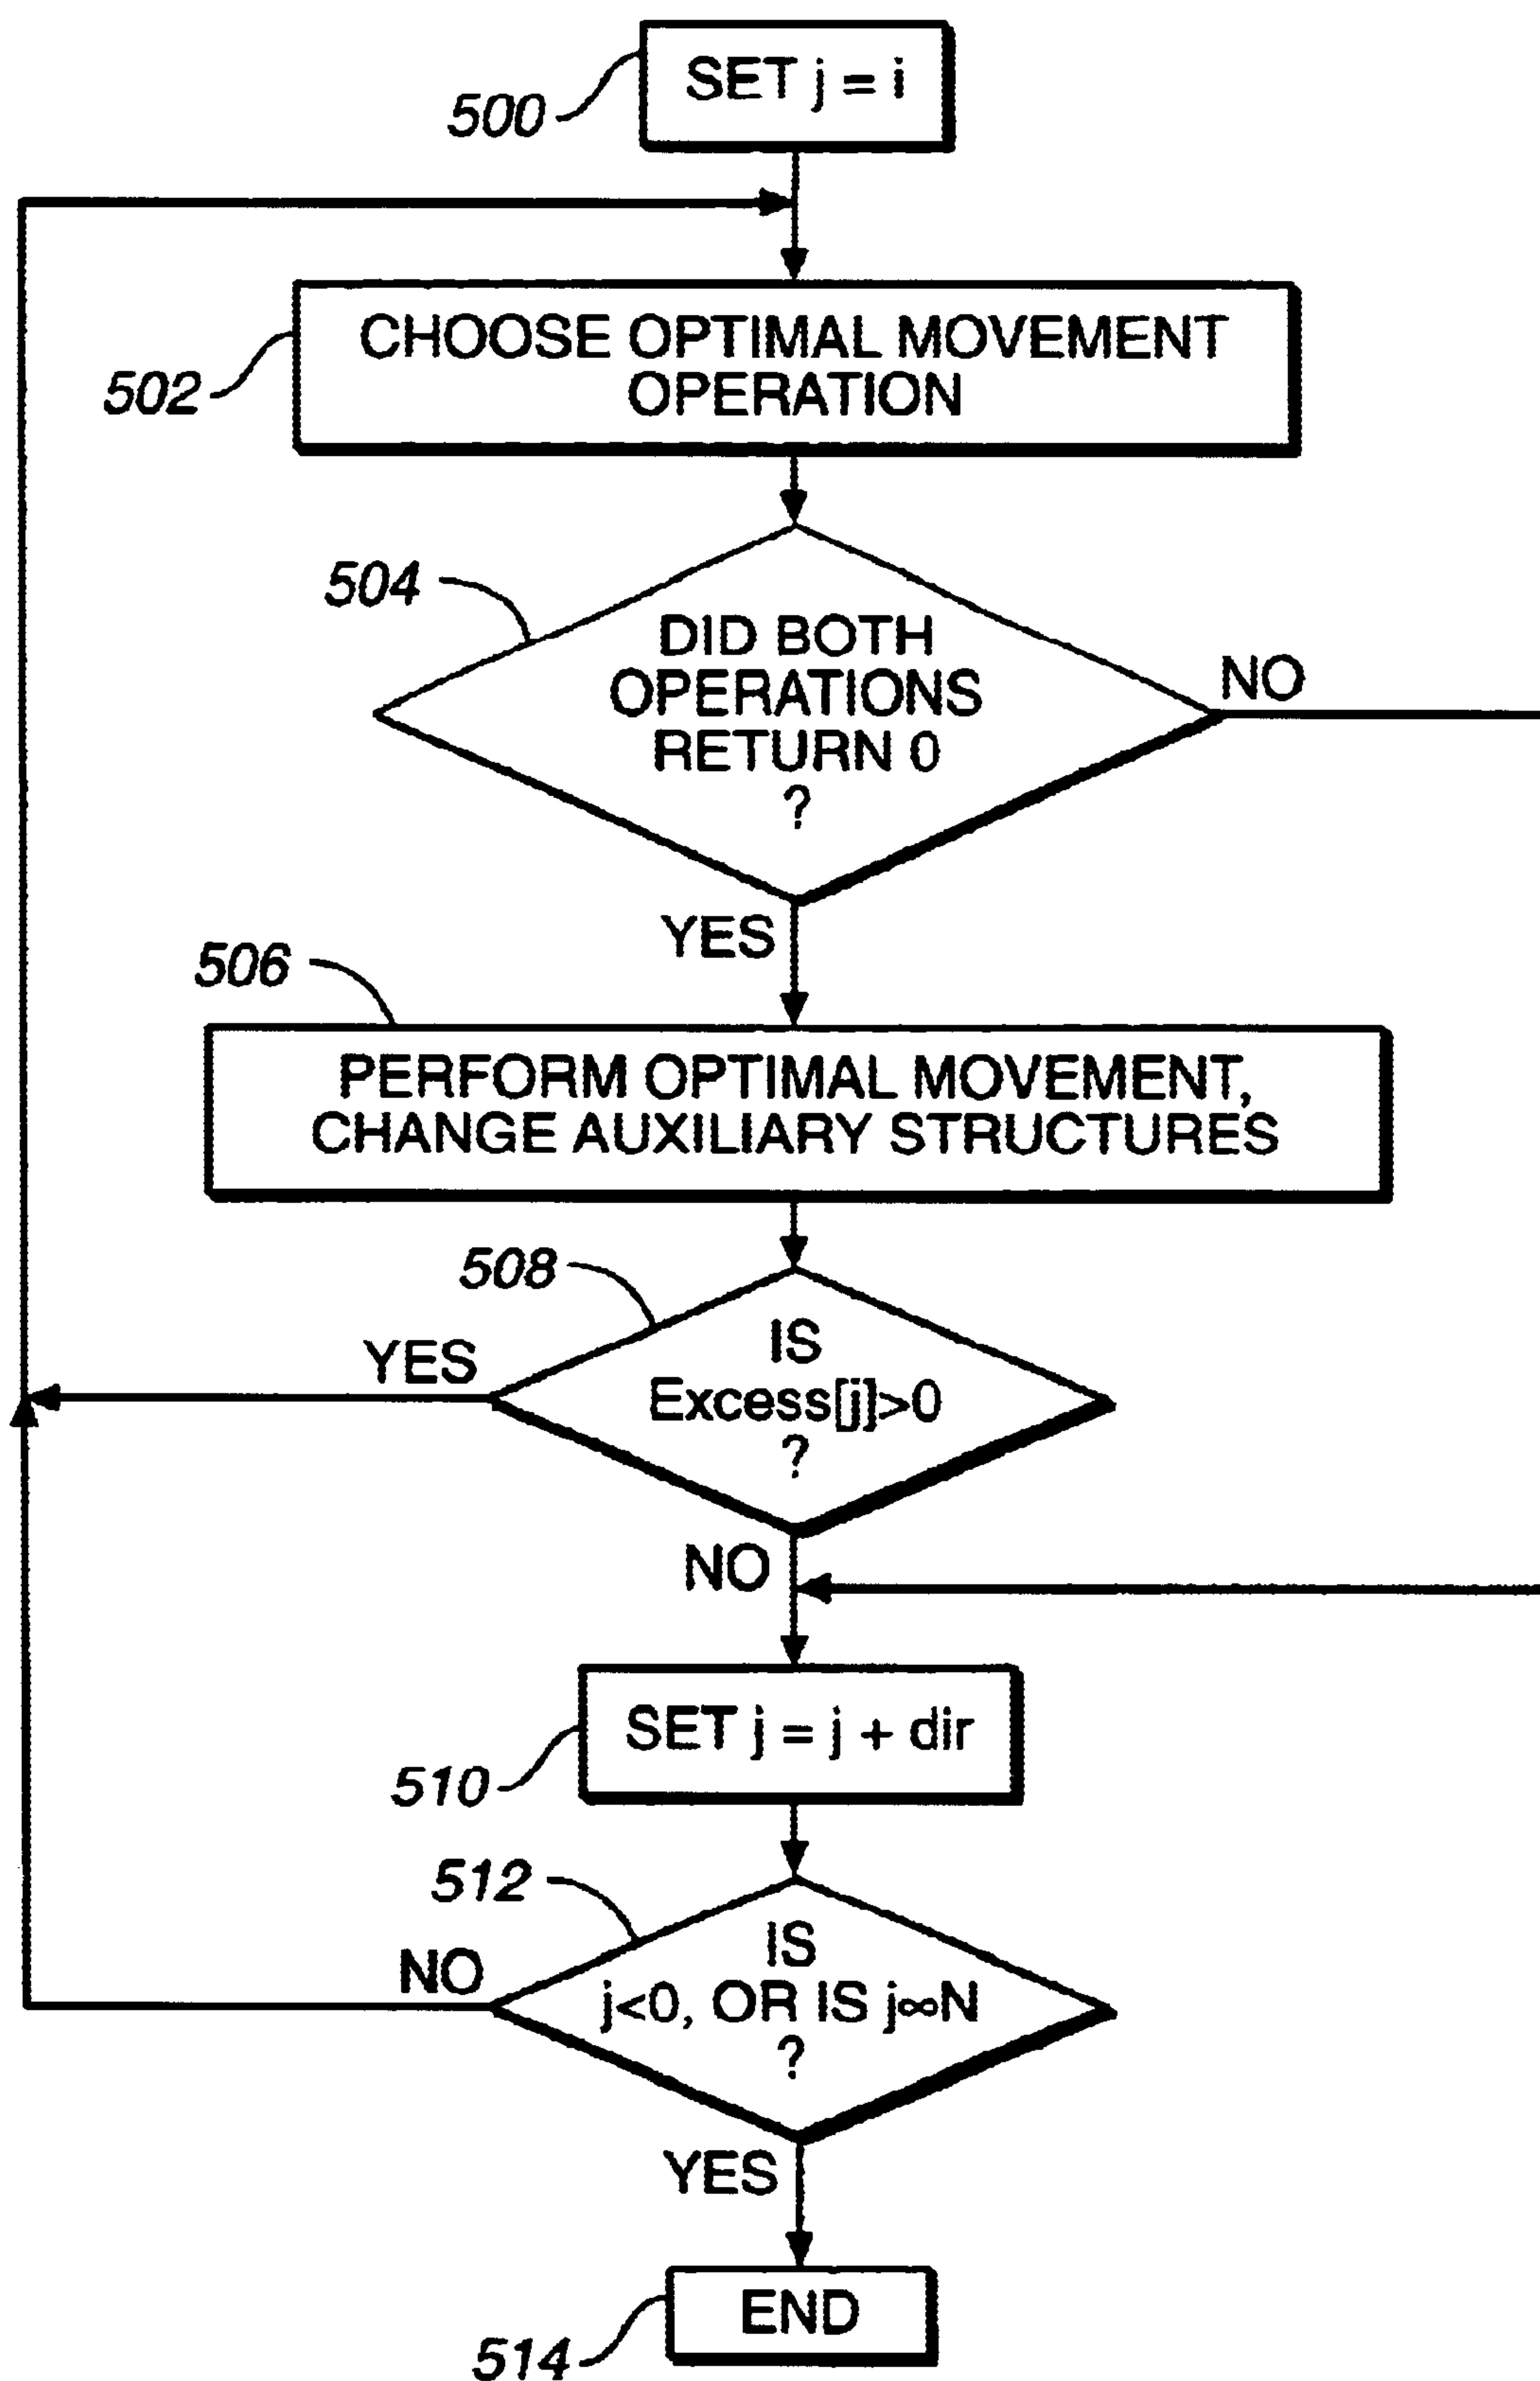 SET j = i
500
CHOOSE OPTIMAL MOVEMENT
OPERATION
502
504
DID BOTH
OPERATIONS
RETURN 0
?
NO
YES
506
PERFORM OPTIMAL MOVEMENT,
CHANGE AUXILIARY STRUCTURES
508
IS
Excess[j]>0
?
YES
NO
SET j = j + dir
510
512
IS
j<0, OR IS j∞N
?
NO
YES
END
514